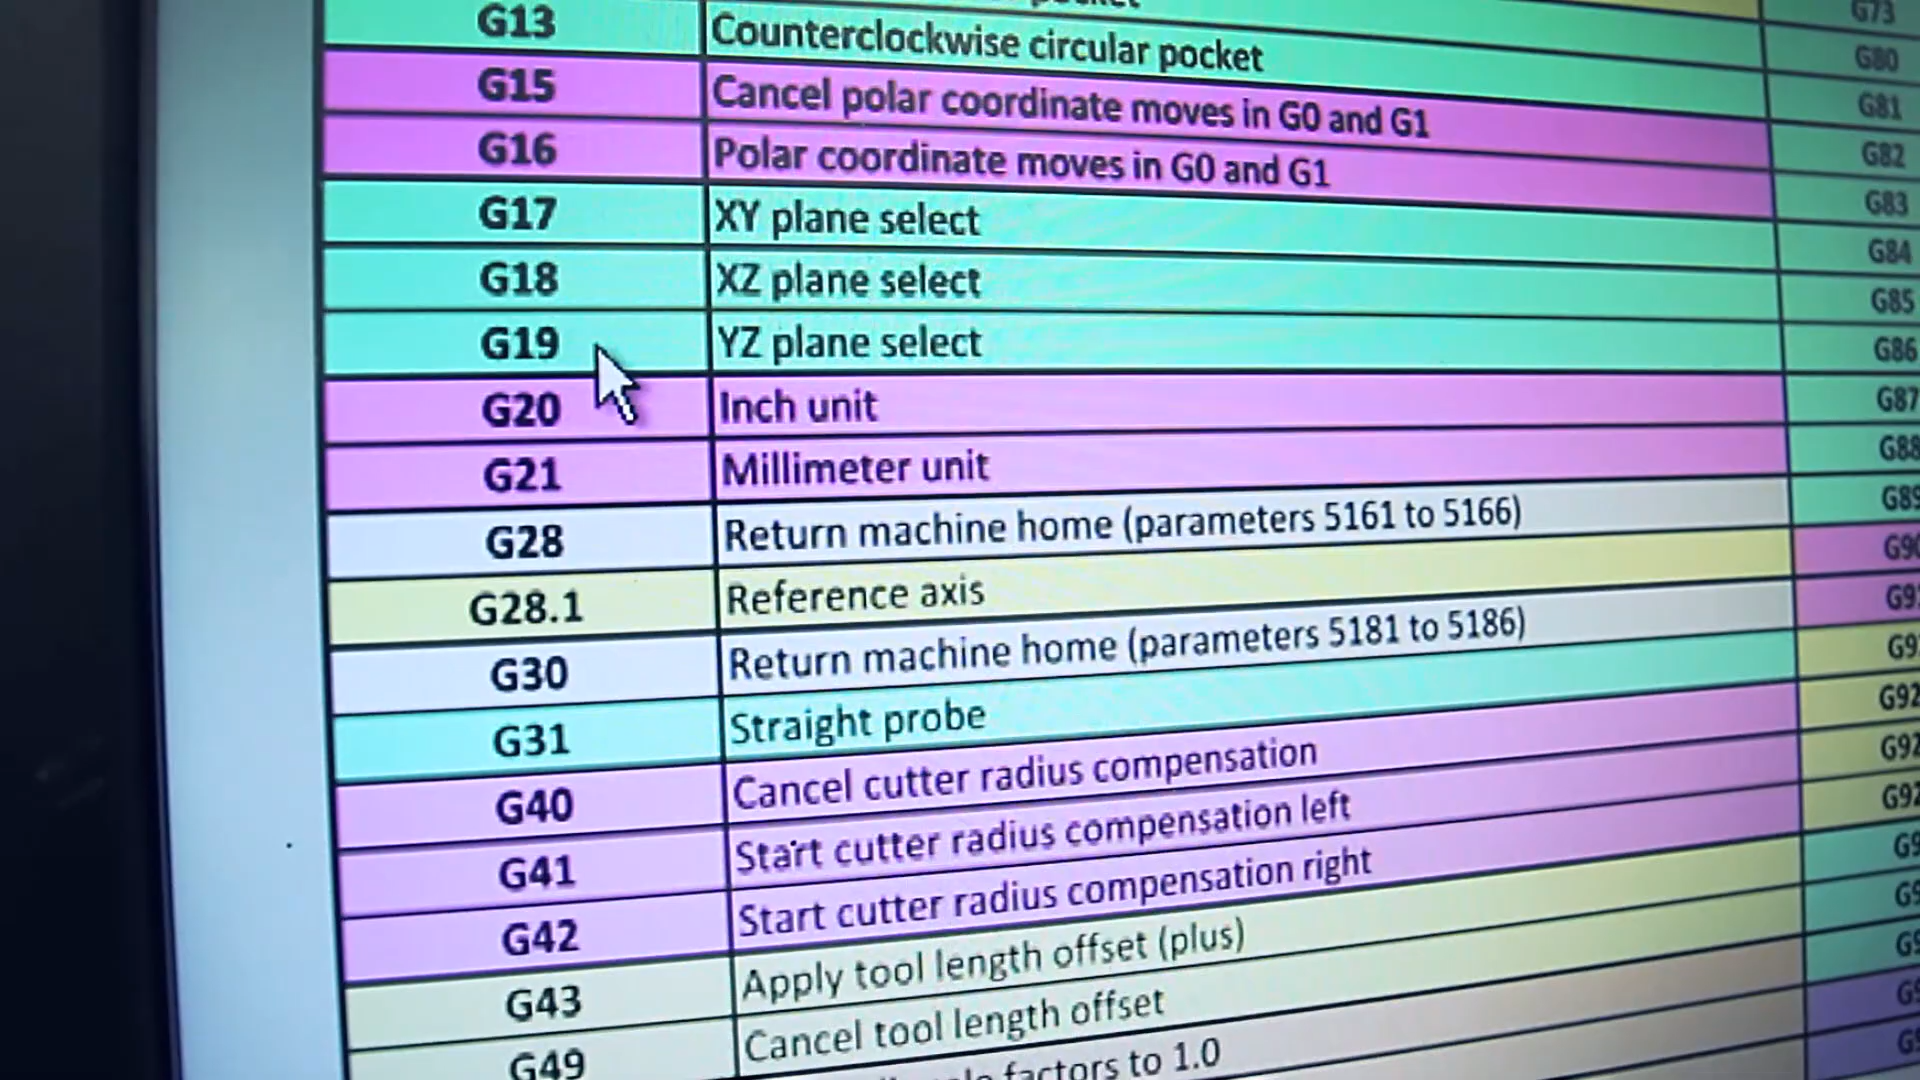 G13 Counterclockwise circular pocket
G15 Cancel polar coordinate moves in G0 and G1
G16 Polar coordinate moves in G0 and G1
G17 XY plane select
G18 XZ plane select
G19 YZ plane select
G20 Inch unit
G21 Millimeter unit
G28 Return machine home (parameters 5161 to 5166)
G28.1 Reference axis
G30 Return machine home (parameters 5181 to 5186)
G31 Straight probe
G40 Cancel cutter radius compensation
G41 Start cutter radius compensation left
G42 Start cutter radius compensation right
G43 Apply tool length offset (plus)
G49 Cancel tool length offset
factors to 1.0
G73
G80
G81
G82
G83
G84
G85
G86
G87
G88